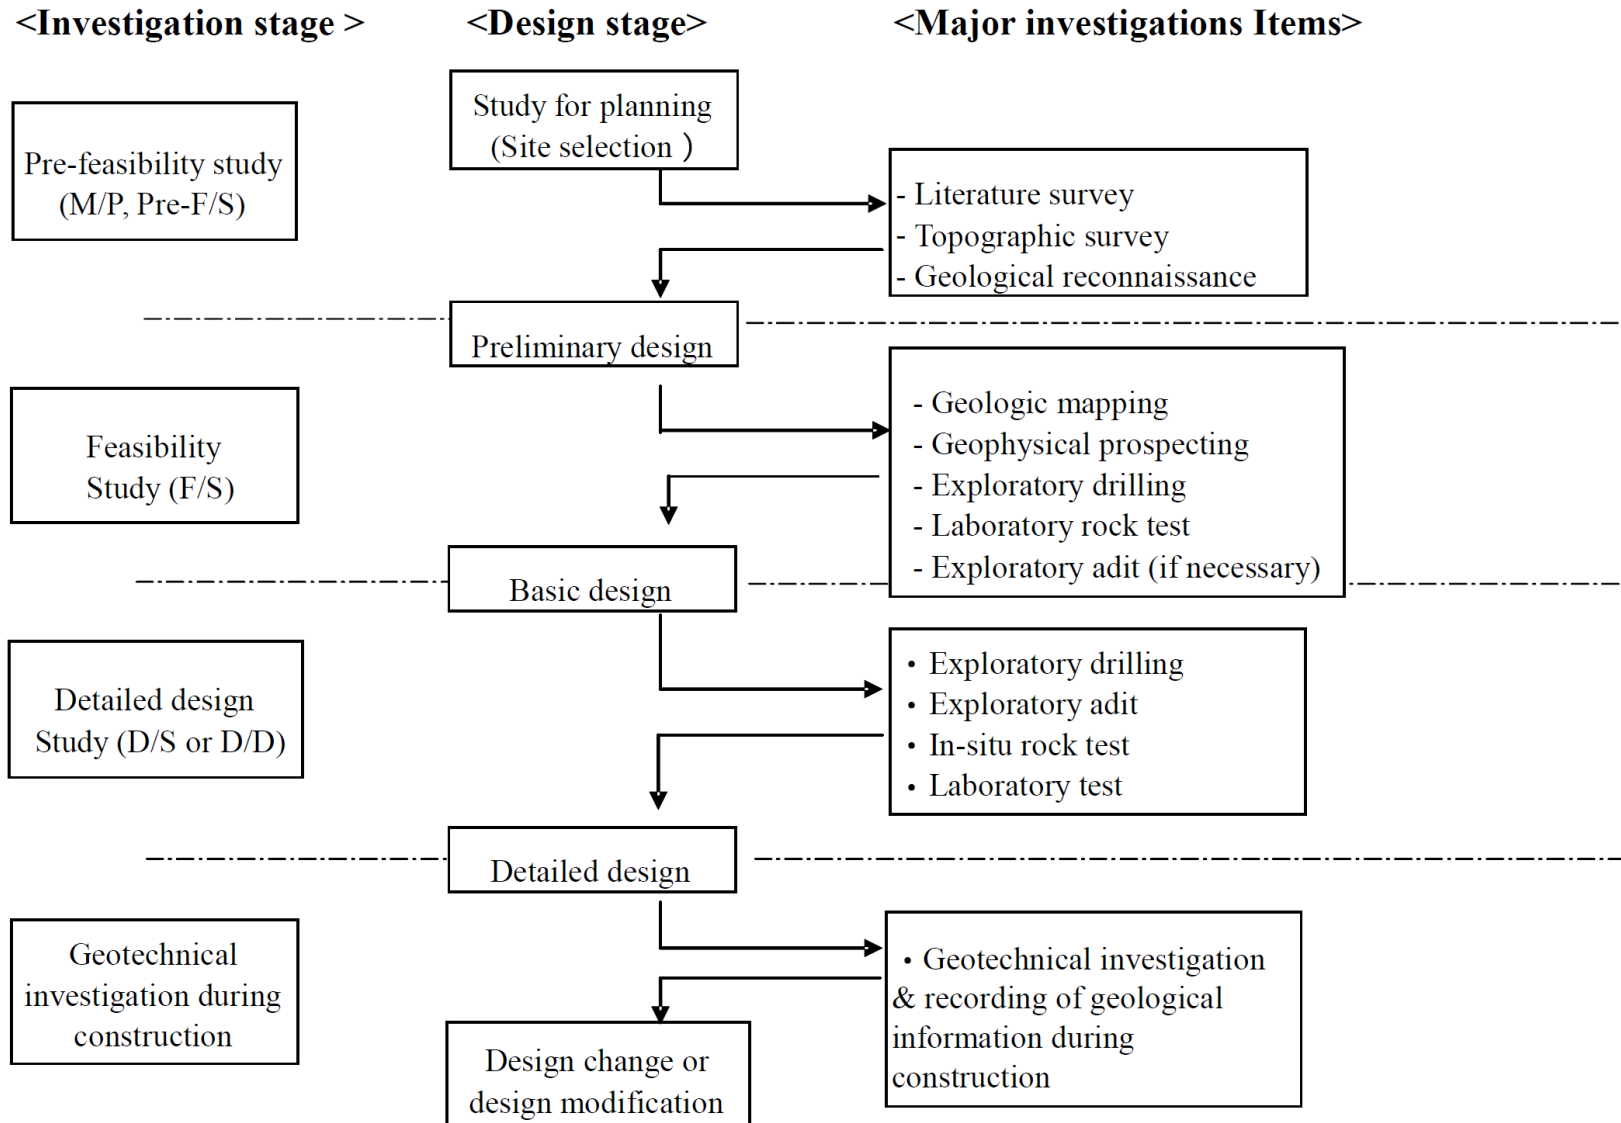 <Investigation stage >
<Design stage>
<Major investigations Items>
Study for planning
(Site selection )
Pre-feasibility study
(M/P, Pre-F/S)
- Literature survey
- Topographic survey
- Geological reconnaissance
Preliminary design
Feasibility
Study (F/S)
- Geologic mapping
- Geophysical prospecting
- Exploratory drilling
- Laboratory rock test
- Exploratory adit (if necessary)
Basic design
Detailed design
Study (D/S or D/D)
・ Exploratory drilling
・ Exploratory adit
・ In-situ rock test
・ Laboratory test
Detailed design
Geotechnical
investigation during
construction
・ Geotechnical investigation
& recording of geological
information during
construction
Design change or
design modification